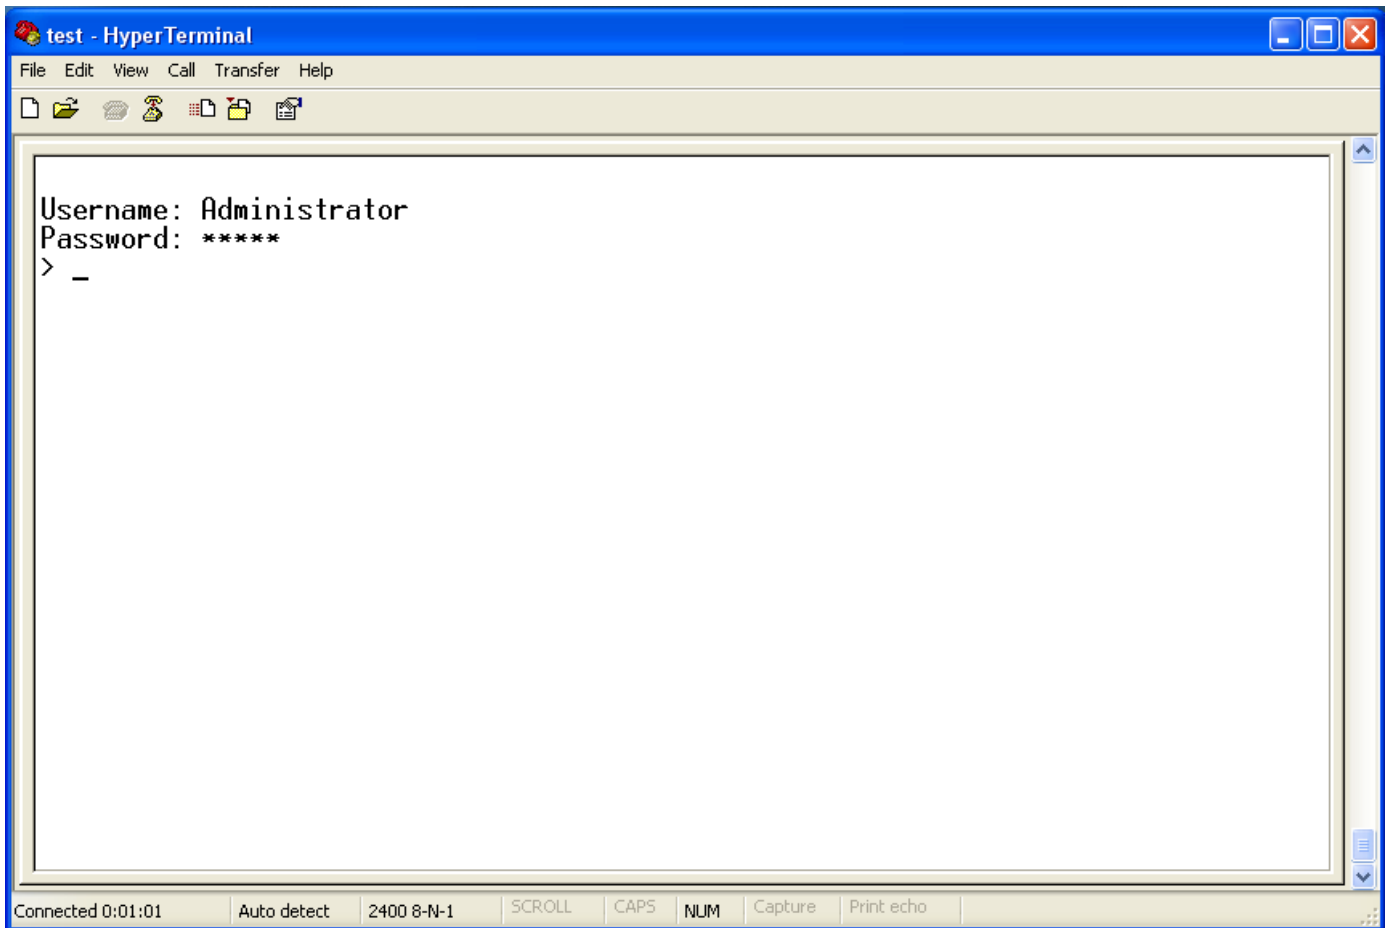 test - HyperTerminal
File Edit View Call Transfer Help
Username: Administrator
Password: *****
> _
Connected 0:01:01 Auto detect 2400 8-N-1 SCROLL CAPS NUM Capture Print echo